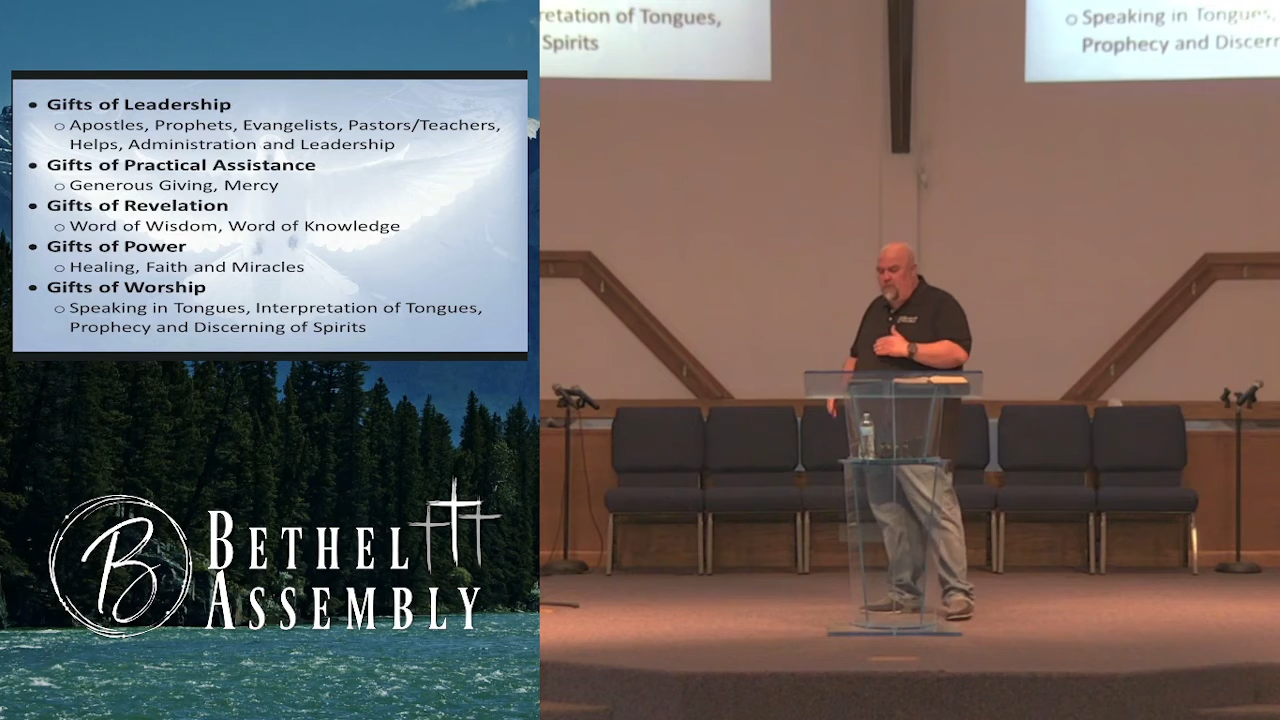 • Gifts of Leadership
○ Apostles, Prophets, Evangelists, Pastors/Teachers,
Helps, Administration and Leadership
• Gifts of Practical Assistance
○ Generous Giving, Mercy
• Gifts of Revelation
○ Word of Wisdom, Word of Knowledge
• Gifts of Power
○ Healing, Faith and Miracles
• Gifts of Worship
○ Speaking in Tongues, Interpretation of Tongues,
Prophecy and Discerning of Spirits
B
BETHEL
ASSEMBLY
retation of Tongues,
Spirits
○ Speaking in Tongues,
Prophecy and Discern